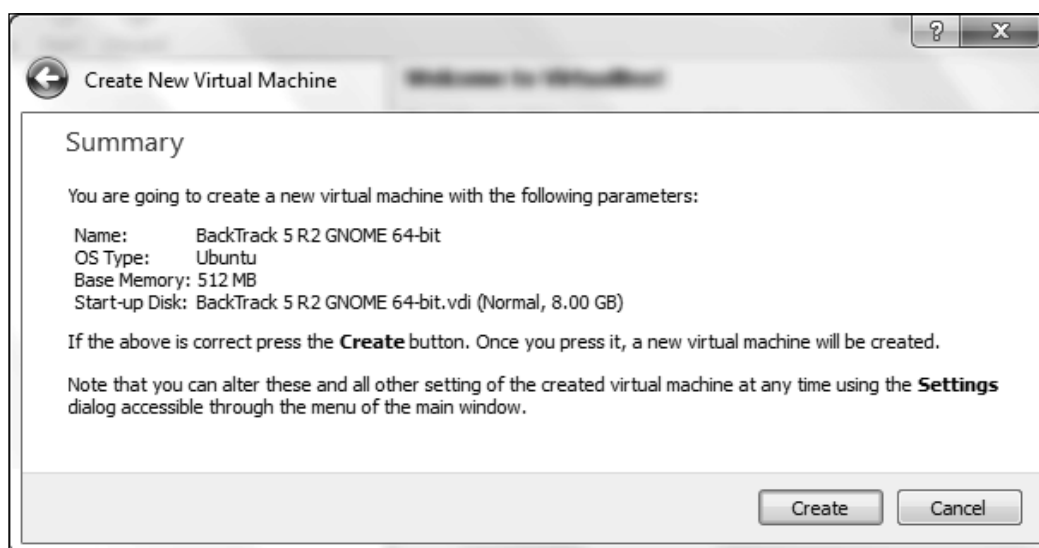 Create New Virtual Machine
Summary
You are going to create a new virtual machine with the following parameters:
Name: BackTrack 5 R2 GNOME 64-bit
OS Type: Ubuntu
Base Memory: 512 MB
Start-up Disk: BackTrack 5 R2 GNOME 64-bit.vdi (Normal, 8.00 GB)
If the above is correct press the Create button. Once you press it, a new virtual machine will be created.
Note that you can alter these and all other setting of the created virtual machine at any time using the Settings
dialog accessible through the menu of the main window.
Create Cancel